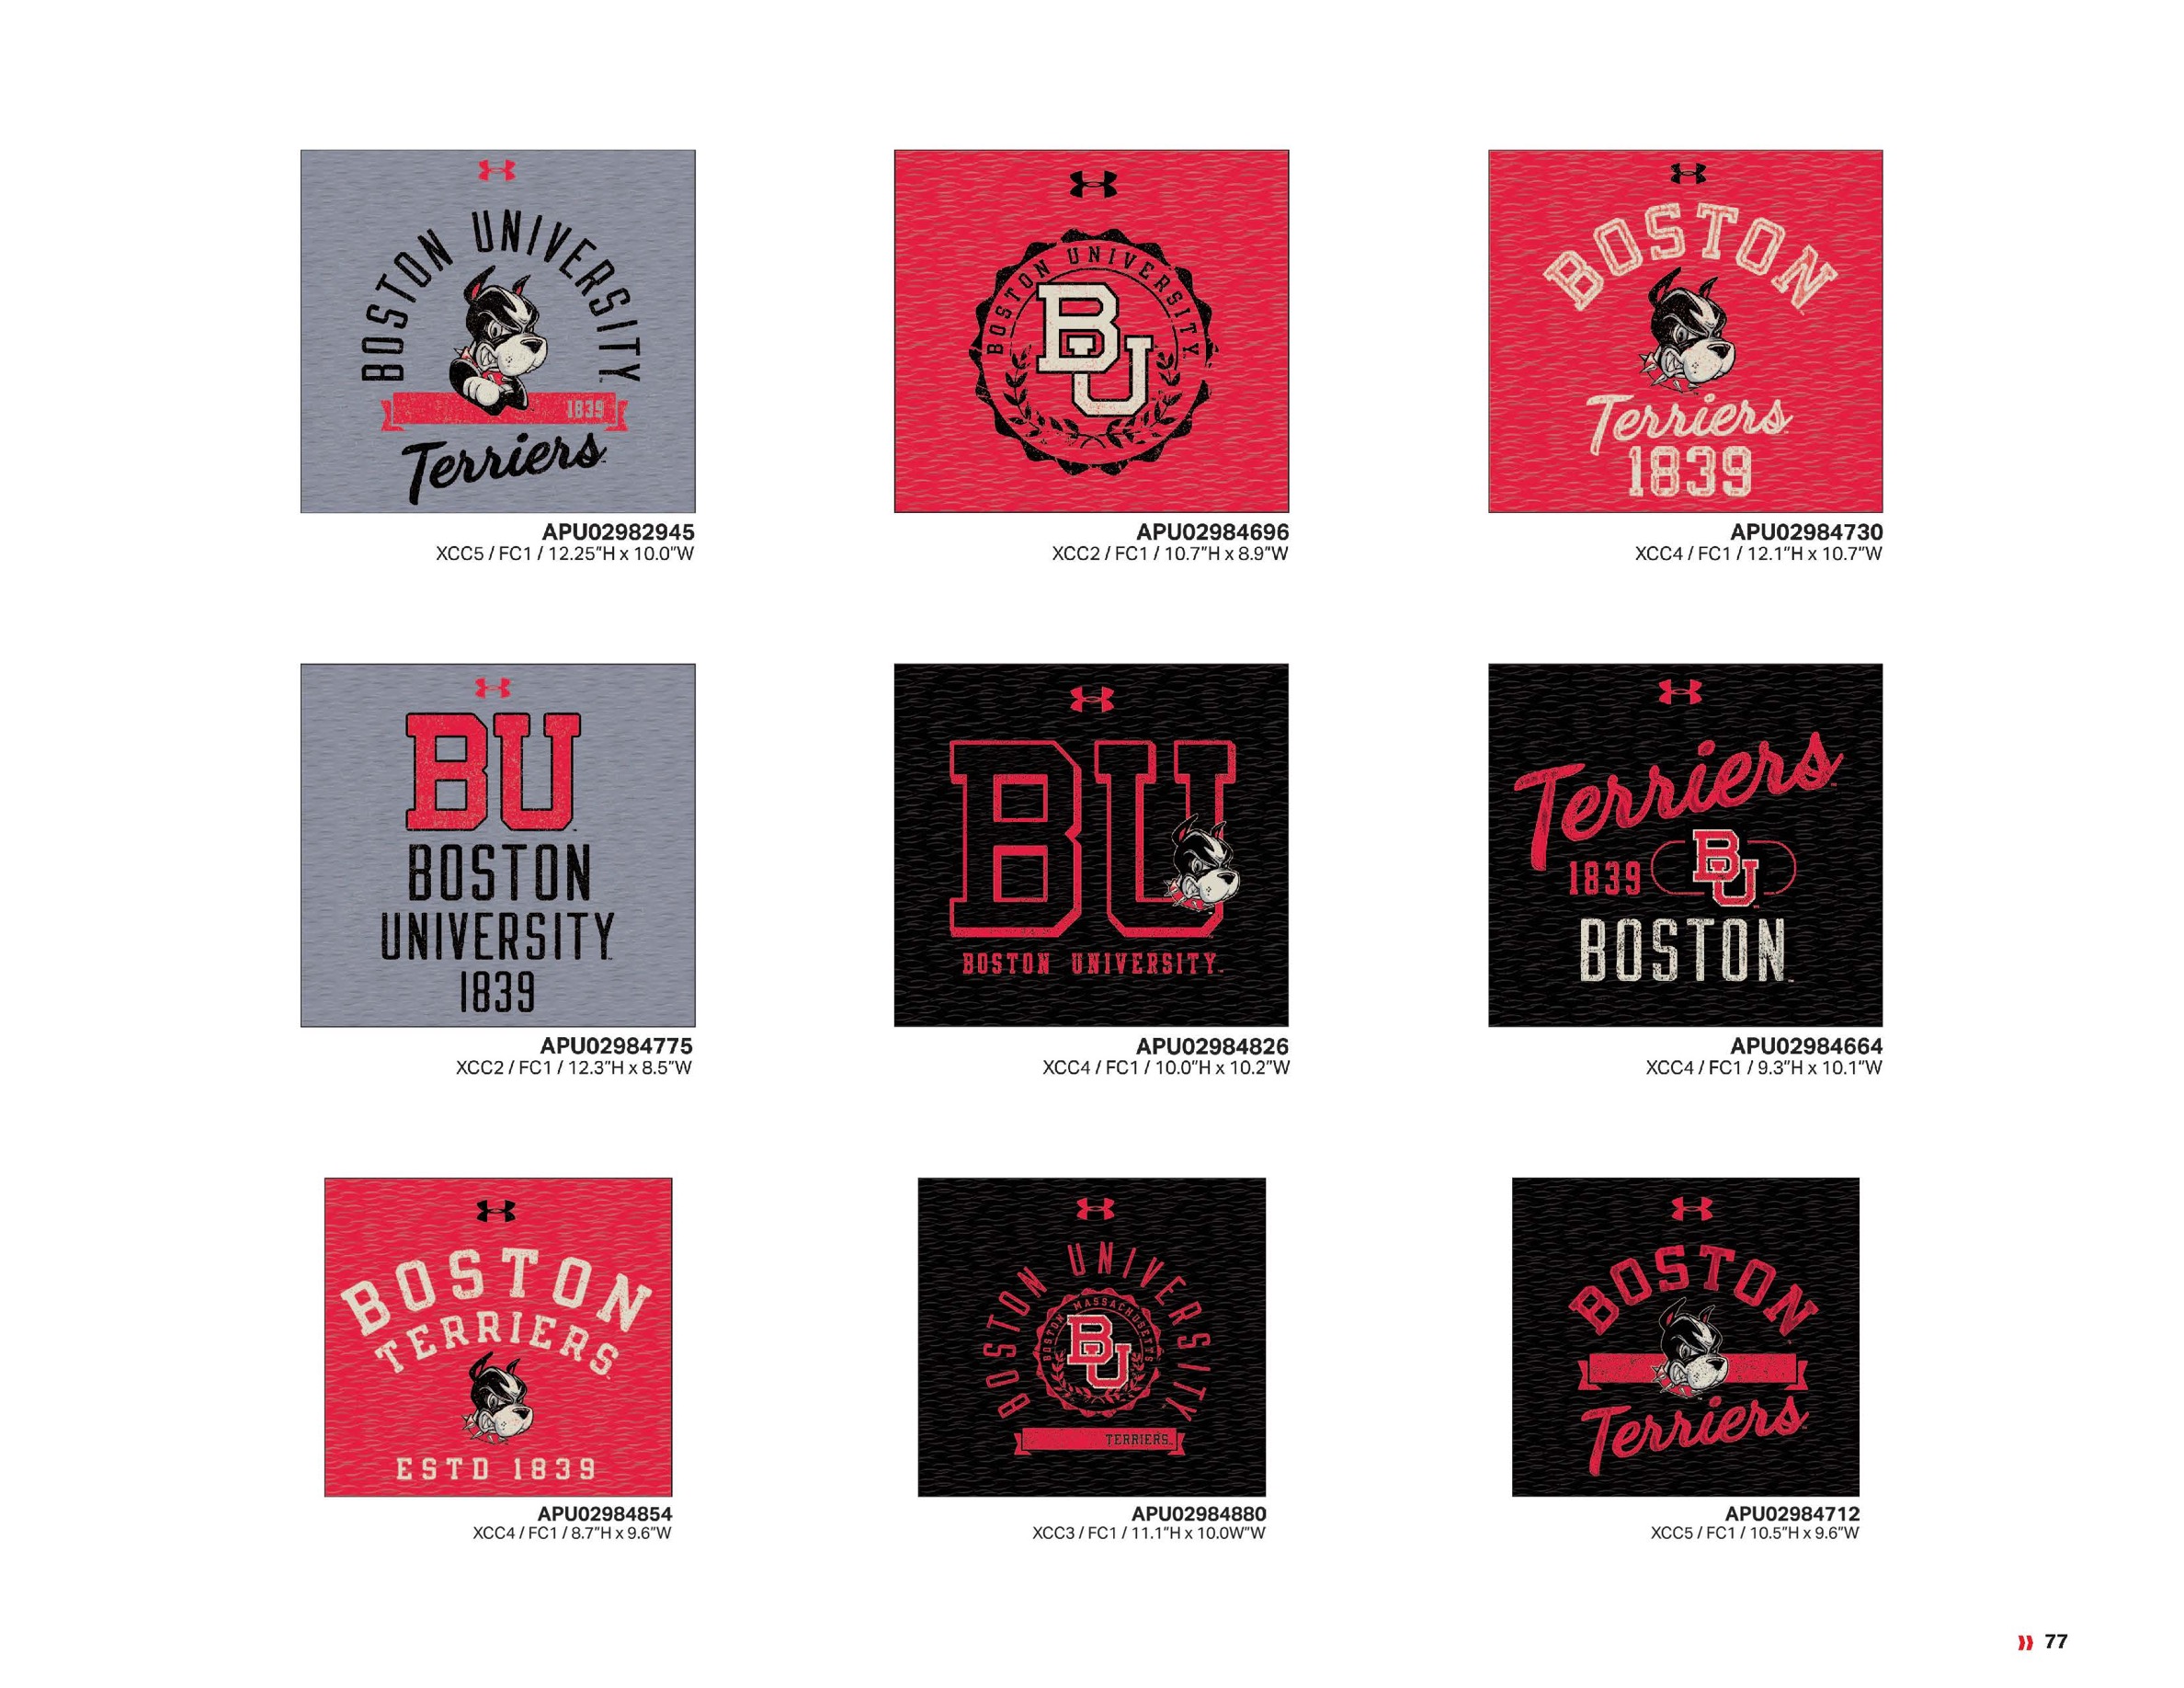 BOSTON UNIVERSITY
1839
Terriers
APU02982945
XCC5 / FC1 / 12.25"H x 10.0"W
BOSTON UNIVERSITY
BU
APU02984696
XCC2 / FC1 / 10.7"H x 8.9"W
BOSTON
Terriers
1839
APU02984730
XCC4 / FC1 / 12.1"H x 10.7"W
BU
BOSTON
UNIVERSITY
1839
APU02984775
XCC2 / FC1 / 12.3"H x 8.5"W
BU
BOSTON UNIVERSITY
APU02984826
XCC4 / FC1 / 10.0"H x 10.2"W
Terriers
1839 BU
BOSTON
APU02984664
XCC4 / FC1 / 9.3"H x 10.1"W
BOSTON
TERRIERS
ESTD 1839
APU02984854
XCC4 / FC1 / 8.7"H x 9.6"W
BOSTON UNIVERSITY
BOSTON MASSACHUSETTS
BU
TERRIERS
APU02984880
XCC3 / FC1 / 11.1"H x 10.0W"W
BOSTON
Terriers
APU02984712
XCC5 / FC1 / 10.5"H x 9.6"W
77